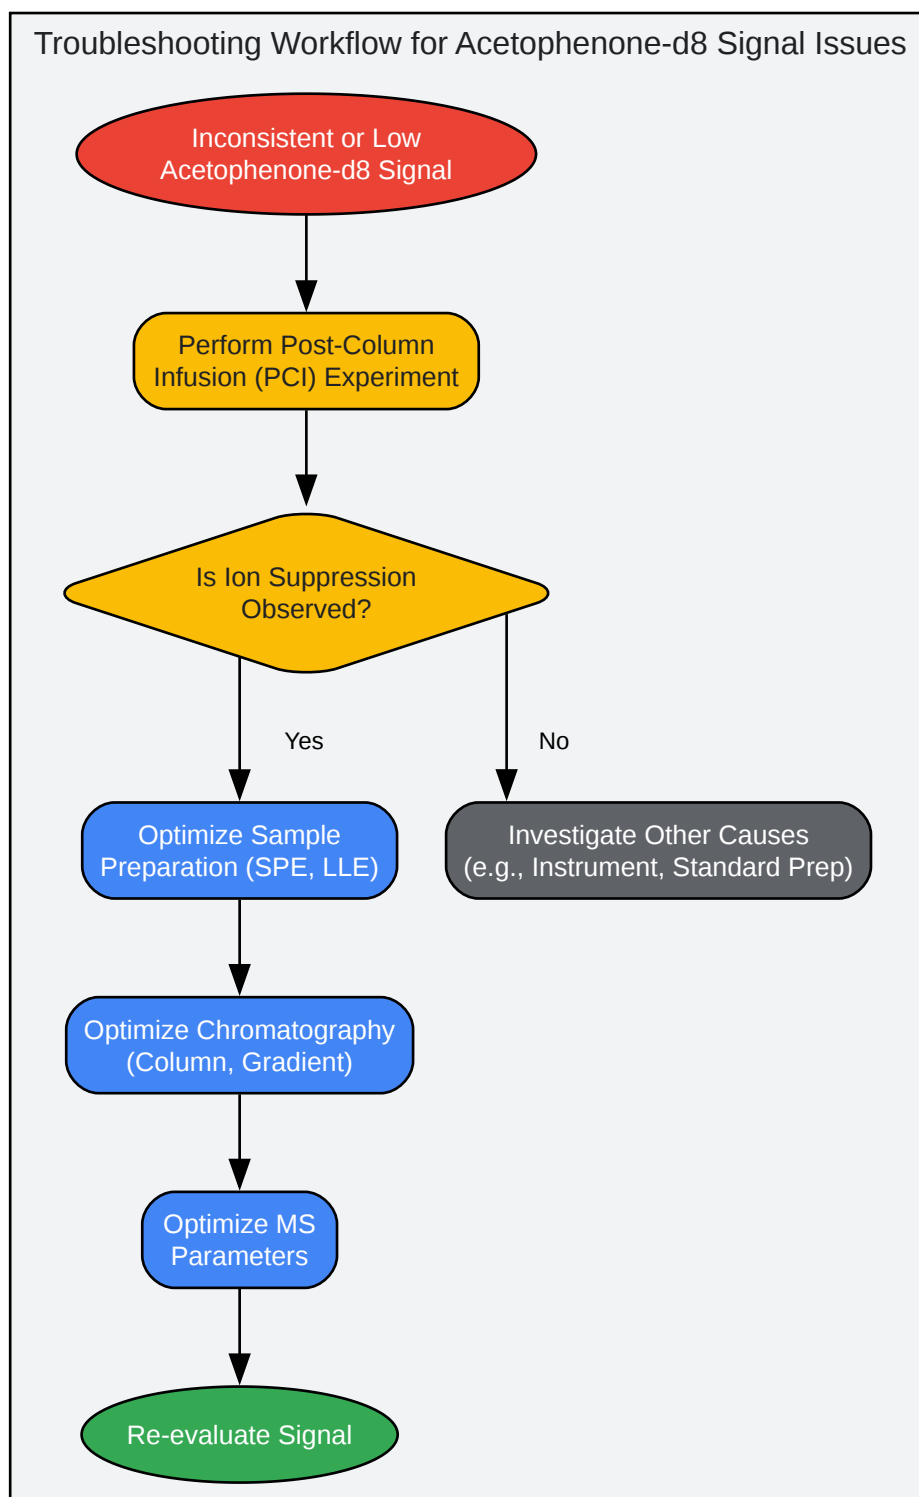 Troubleshooting Workflow for Acetophenone-d8 Signal Issues
Inconsistent or Low
Acetophenone-d8 Signal
Perform Post-Column
Infusion (PCI) Experiment
Is Ion Suppression
Observed?
Yes
No
Optimize Sample
Preparation (SPE, LLE)
Investigate Other Causes
(e.g., Instrument, Standard Prep)
Optimize Chromatography
(Column, Gradient)
Optimize MS
Parameters
Re-evaluate Signal